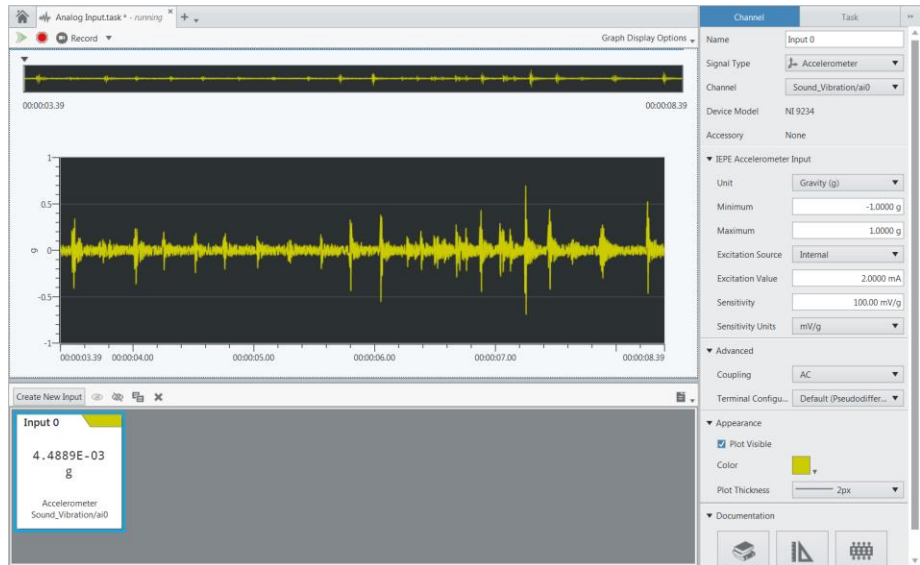 Analog Input.task * - running
Record
Graph Display Options
00:00:03.39
00:00:08.39
1
0.5
0
-0.5
-1
g
00:00:03.39 00:00:04.00 00:00:05.00 00:00:06.00 00:00:07.00 00:00:08.39
Create New Input
Input 0
4.4889E-03
g
Accelerometer
Sound_Vibration/ai0
Channel Task
Name Input 0
Signal Type Accelerometer
Channel Sound_Vibration/ai0
Device Model NI 9234
Accessory None
IEPE Accelerometer Input
Unit Gravity (g)
Minimum -1.0000 g
Maximum 1.0000 g
Excitation Source Internal
Excitation Value 2.0000 mA
Sensitivity 100.00 mV/g
Sensitivity Units mV/g
Advanced
Coupling AC
Terminal Configu... Default (Pseudodiffer...
Appearance
Plot Visible
Color
Plot Thickness 2px
Documentation